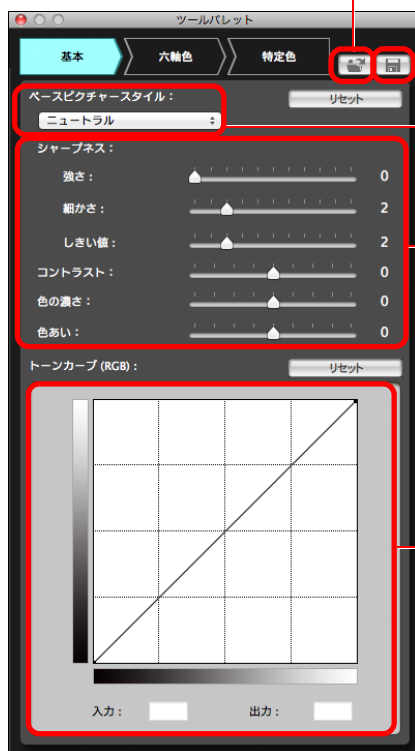 ツールパレット
基本 六軸色 特定色
ベースピクチャースタイル： リセット
ニュートラル
シャープネス：
強さ： 0
細かさ： 2
しきい値： 2
コントラスト： 0
色の濃さ： 0
色あい： 0
トーンカーブ (RGB)： リセット
入力： 出力：